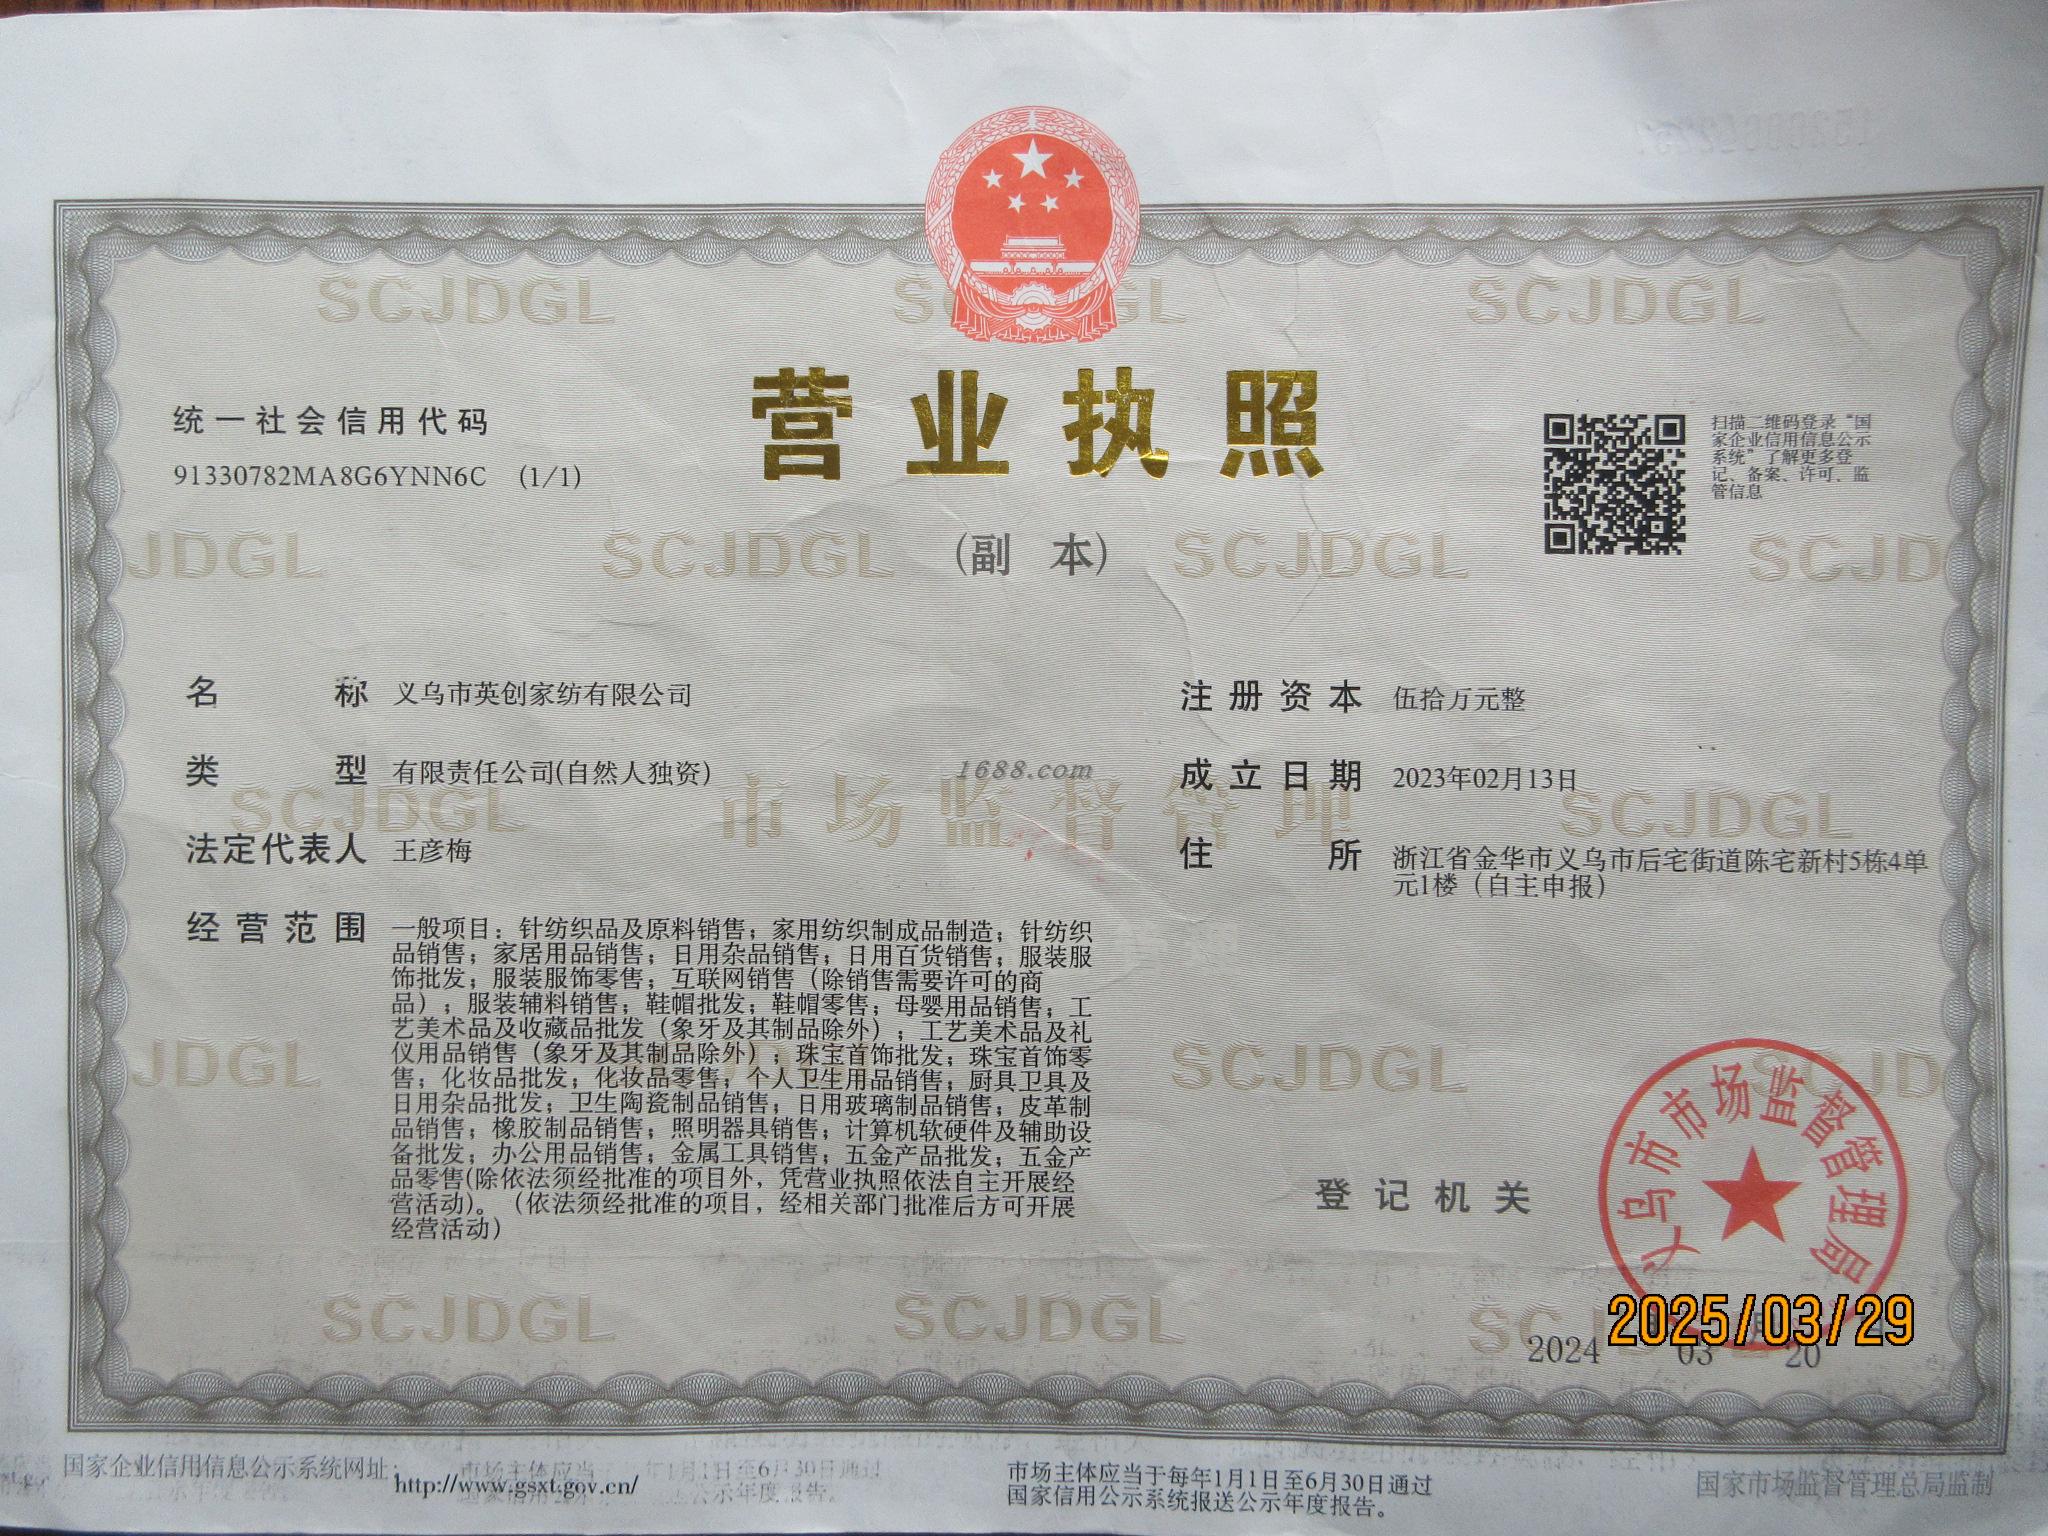 营业执照
(副 本)
统一社会信用代码
91330782MA8G6YNN6C (1/1)
扫描二维码登录“国
家企业信用信息公示
系统”了解更多登
记、备案、许可、监
管信息
名 称 义乌市英创家纺有限公司
类 型 有限责任公司(自然人独资)
法定代表人 王彦梅
经营范围 一般项目：针纺织品及原料销售；家用纺织制成品制造；针纺织
品销售；家居用品销售；日用杂品销售；日用百货销售；服装服
饰批发；服装服饰零售；互联网销售（除销售需要许可的商
品）；服装辅料销售；鞋帽批发；鞋帽零售；母婴用品销售；工
艺美术品及收藏品批发（象牙及其制品除外）；工艺美术品及礼
仪用品销售（象牙及其制品除外）；珠宝首饰批发；珠宝首饰零
售；化妆品批发；化妆品零售；个人卫生用品销售；厨具卫具及
日用杂品批发；卫生陶瓷制品销售；日用玻璃制品销售；皮革制
品销售；橡胶制品销售；照明器具销售；计算机软硬件及辅助设
备批发；办公用品销售；金属工具销售；五金产品批发；五金产
品零售(除依法须经批准的项目外，凭营业执照依法自主开展经
营活动)。（依法须经批准的项目，经相关部门批准后方可开展
经营活动）
注册资本 伍拾万元整
成立日期 2023年02月13日
住 所 浙江省金华市义乌市后宅街道陈宅新村5栋4单
元1楼（自主申报）
1688.com
市场监督管理
SCJDGL
登记机关
义乌市市场监督管理局
2025/03/29
2024 03 20
国家企业信用信息公示系统网址：http://www.gsxt.gov.cn/
市场主体应当于每年1月1日至6月30日通过
国家信用公示系统报送公示年度报告。
国家市场监督管理总局监制